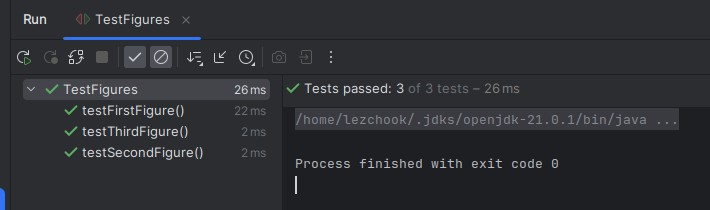 Run TestFigures
TestFigures 26 ms
testFirstFigure() 22 ms
testThirdFigure() 2 ms
testSecondFigure() 2 ms
Tests passed: 3 of 3 tests – 26 ms
/home/lezchook/.jdks/openjdk-21.0.1/bin/java ...
Process finished with exit code 0